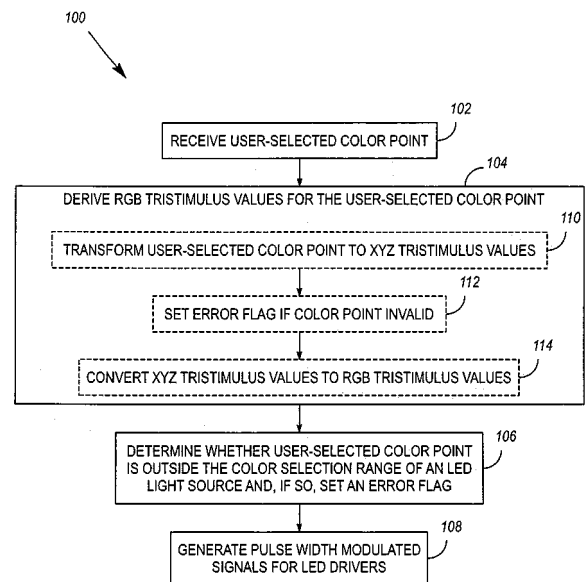 100
102
RECEIVE USER-SELECTED COLOR POINT
104
DERIVE RGB TRISTIMULUS VALUES FOR THE USER-SELECTED COLOR POINT
110
TRANSFORM USER-SELECTED COLOR POINT TO XYZ TRISTIMULUS VALUES
112
SET ERROR FLAG IF COLOR POINT INVALID
114
CONVERT XYZ TRISTIMULUS VALUES TO RGB TRISTIMULUS VALUES
106
DETERMINE WHETHER USER-SELECTED COLOR POINT
IS OUTSIDE THE COLOR SELECTION RANGE OF AN LED
LIGHT SOURCE AND, IF SO, SET AN ERROR FLAG
108
GENERATE PULSE WIDTH MODULATED
SIGNALS FOR LED DRIVERS